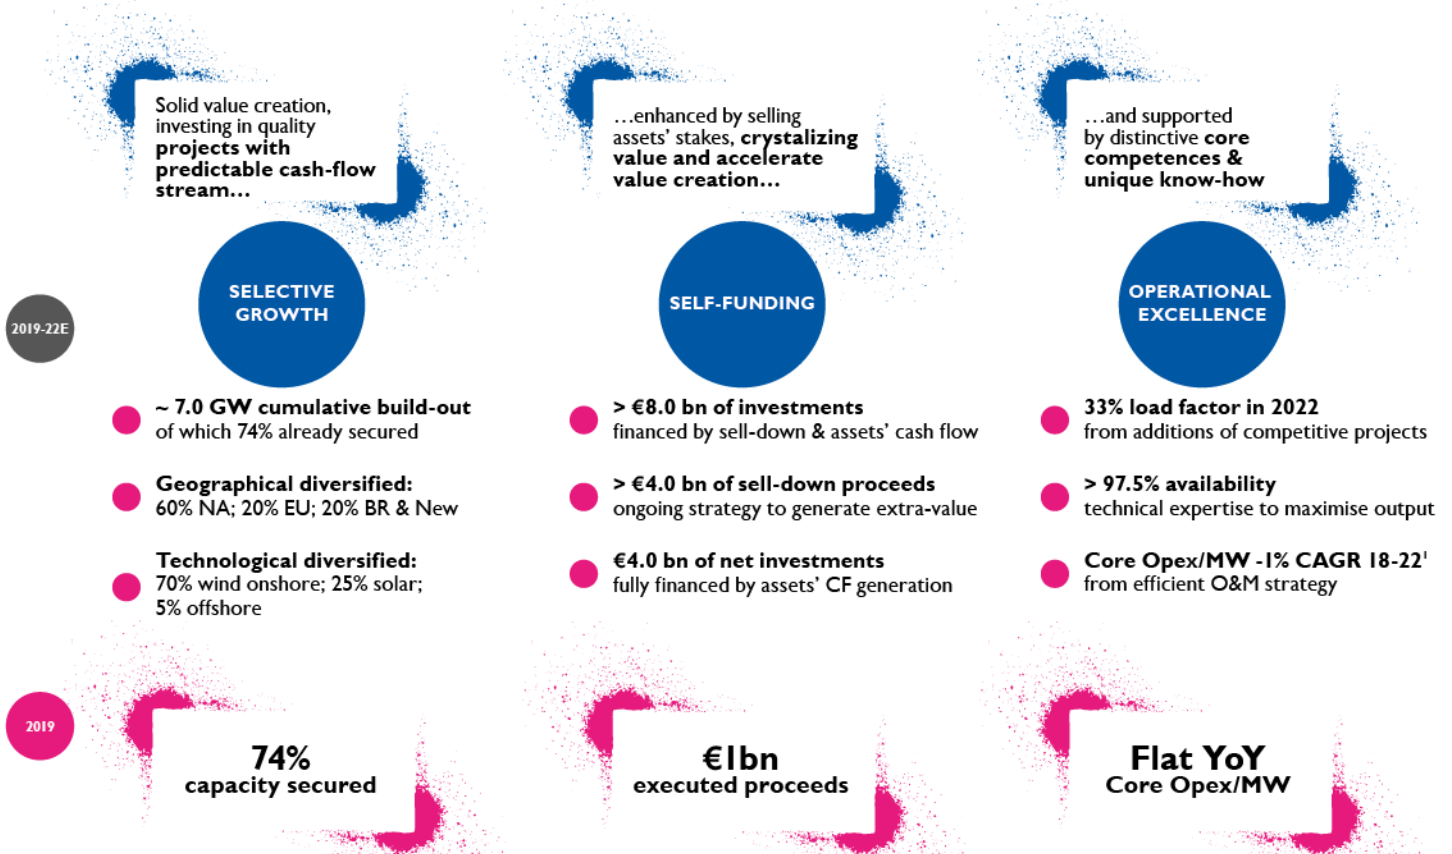 Solid value creation,
investing in quality
projects with
predictable cash-flow
stream…
…enhanced by selling
assets’ stakes, crystalizing
value and accelerate
value creation…
…and supported
by distinctive core
competences &
unique know-how
2019-22E
SELECTIVE
GROWTH
SELF-FUNDING
OPERATIONAL
EXCELLENCE
~ 7.0 GW cumulative build-out
of which 74% already secured
Geographical diversified:
60% NA; 20% EU; 20% BR & New
Technological diversified:
70% wind onshore; 25% solar;
5% offshore
> €8.0 bn of investments
financed by sell-down & assets’ cash flow
> €4.0 bn of sell-down proceeds
ongoing strategy to generate extra-value
€4.0 bn of net investments
fully financed by assets’ CF generation
33% load factor in 2022
from additions of competitive projects
> 97.5% availability
technical expertise to maximise output
Core Opex/MW -1% CAGR 18-22¹
from efficient O&M strategy
2019
74%
capacity secured
€1bn
executed proceeds
Flat YoY
Core Opex/MW